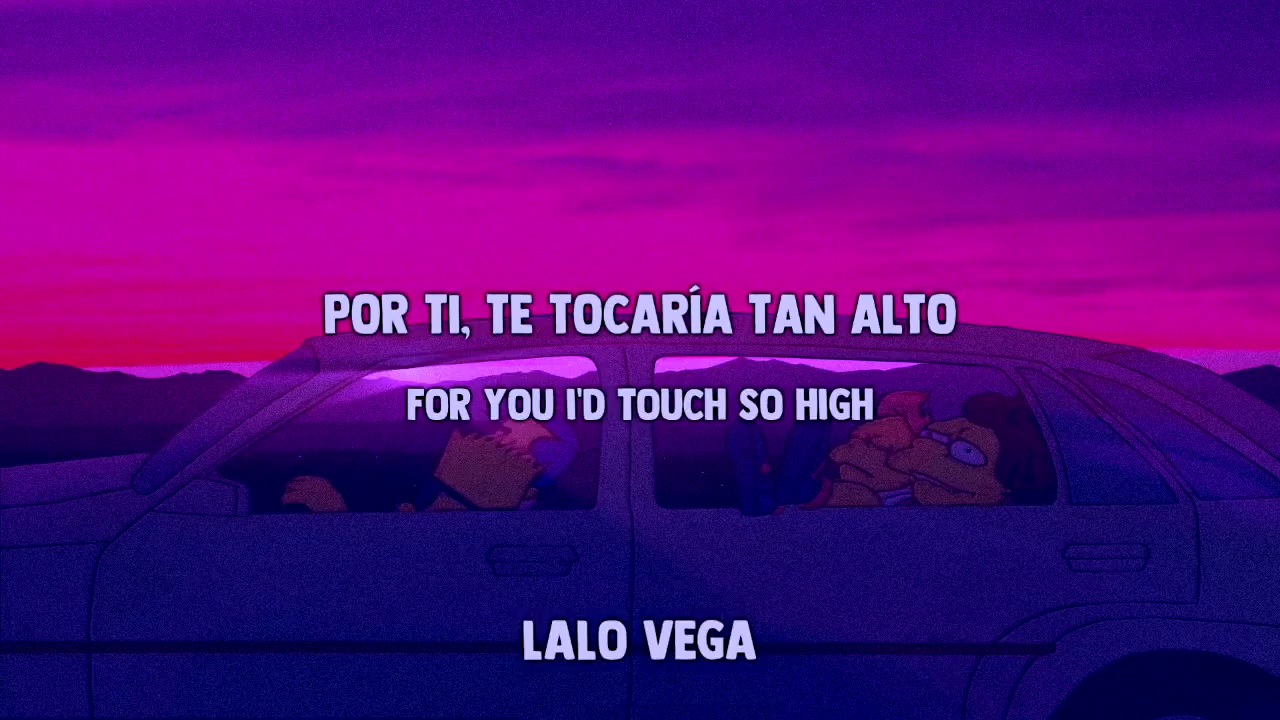 POR TI, TE TOCARÍA TAN ALTO
FOR YOU I'D TOUCH SO HIGH
LALO VEGA